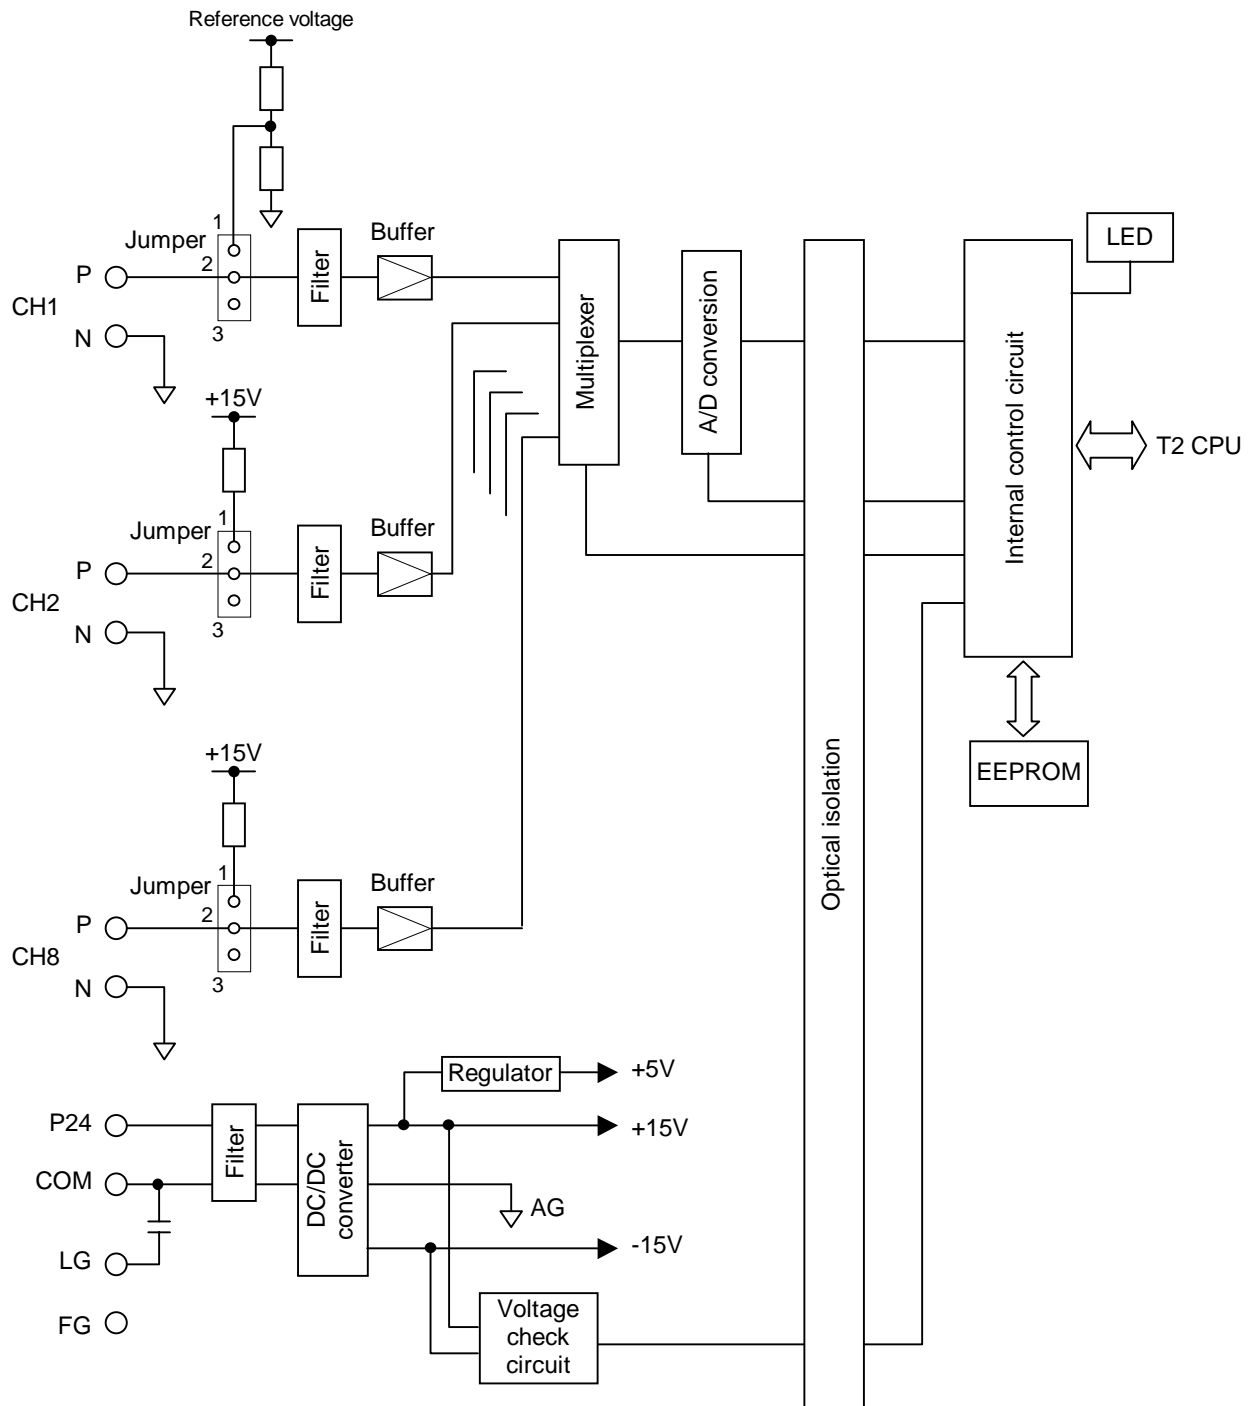 Reference voltage
1
Jumper
2
3
P
CH1
N
Filter
Buffer
+15V
1
Jumper
2
3
P
CH2
N
Filter
Buffer
+15V
1
Jumper
2
3
P
CH8
N
Filter
Buffer
Multiplexer
A/D conversion
Optical isolation
Internal control circuit
LED
T2 CPU
EEPROM
P24
COM
LG
FG
Filter
DC/DC
converter
Regulator
+5V
+15V
AG
-15V
Voltage
check
circuit